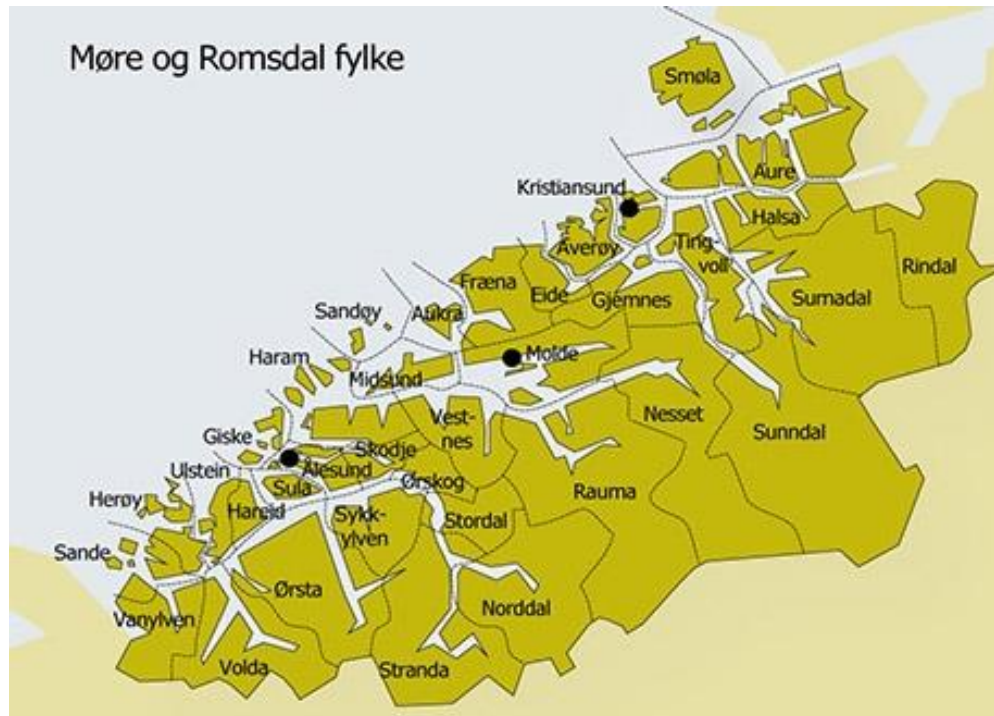 Møre og Romsdal fylke
Smøla
Aure
Kristiansund
Halsa
Averøy
Ting-
voll
Rindal
Fræna
Eide
Gjemnes
Surnadal
Sandøy
Aukra
Haram
Molde
Midsund
Vest-
nes
Nesset
Sunndal
Giske
Skodje
Ulstein
Ålesund
Ørskog
Sula
Rauma
Herøy
Hareid
Sykk-
ylven
Stordal
Sande
Ørsta
Norddal
Vanylven
Volda
Stranda